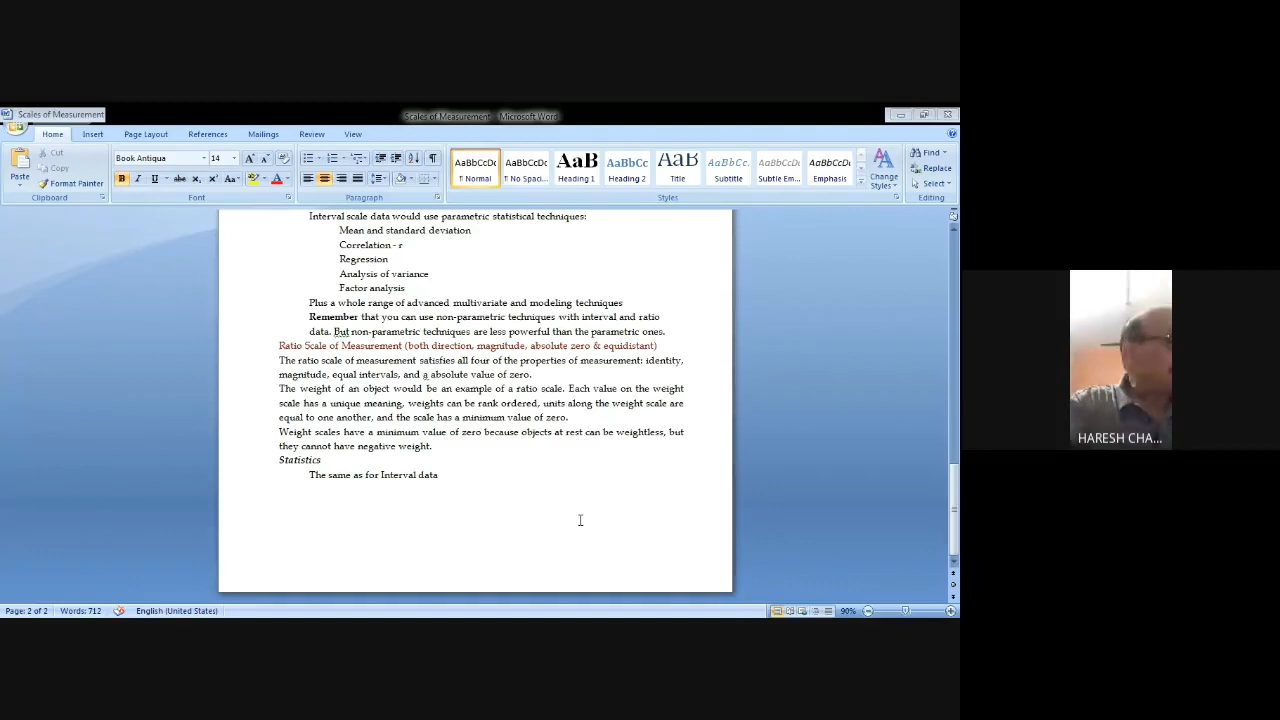 Scales of Measurement
Scales of Measurement - Microsoft Word
Home Insert Page Layout References Mailings Review View
Paste
Cut
Copy
Format Painter
Clipboard
Book Antiqua 14
Font
Paragraph
AaBbCcDc AaBbCcDc AaB AaBbCc AaB AaBbCc. AaBbCcDc AaBbCcDc
¶ Normal ¶ No Spaci... Heading 1 Heading 2 Title Subtitle Subtle Em... Emphasis
Change Styles
Styles
Find
Replace
Select
Editing
Interval scale data would use parametric statistical techniques:
Mean and standard deviation
Correlation - r
Regression
Analysis of variance
Factor analysis
Plus a whole range of advanced multivariate and modeling techniques
Remember that you can use non-parametric techniques with interval and ratio
data. But non-parametric techniques are less powerful than the parametric ones.
Ratio Scale of Measurement (both direction, magnitude, absolute zero & equidistant)
The ratio scale of measurement satisfies all four of the properties of measurement: identity,
magnitude, equal intervals, and a absolute value of zero.
The weight of an object would be an example of a ratio scale. Each value on the weight
scale has a unique meaning, weights can be rank ordered, units along the weight scale are
equal to one another, and the scale has a minimum value of zero.
Weight scales have a minimum value of zero because objects at rest can be weightless, but
they cannot have negative weight.
Statistics
The same as for Interval data
HARESH CHA...
Page: 2 of 2 Words: 712 English (United States) 90%